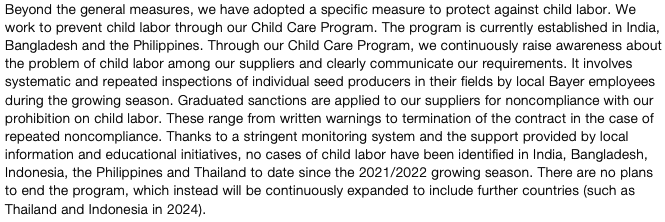 Beyond the general measures, we have adopted a specific measure to protect against child labor. We
work to prevent child labor through our Child Care Program. The program is currently established in India,
Bangladesh and the Philippines. Through our Child Care Program, we continuously raise awareness about
the problem of child labor among our suppliers and clearly communicate our requirements. It involves
systematic and repeated inspections of individual seed producers in their fields by local Bayer employees
during the growing season. Graduated sanctions are applied to our suppliers for noncompliance with our
prohibition on child labor. These range from written warnings to termination of the contract in the case of
repeated noncompliance. Thanks to a stringent monitoring system and the support provided by local
information and educational initiatives, no cases of child labor have been identified in India, Bangladesh,
Indonesia, the Philippines and Thailand to date since the 2021/2022 growing season. There are no plans
to end the program, which instead will be continuously expanded to include further countries (such as
Thailand and Indonesia in 2024).